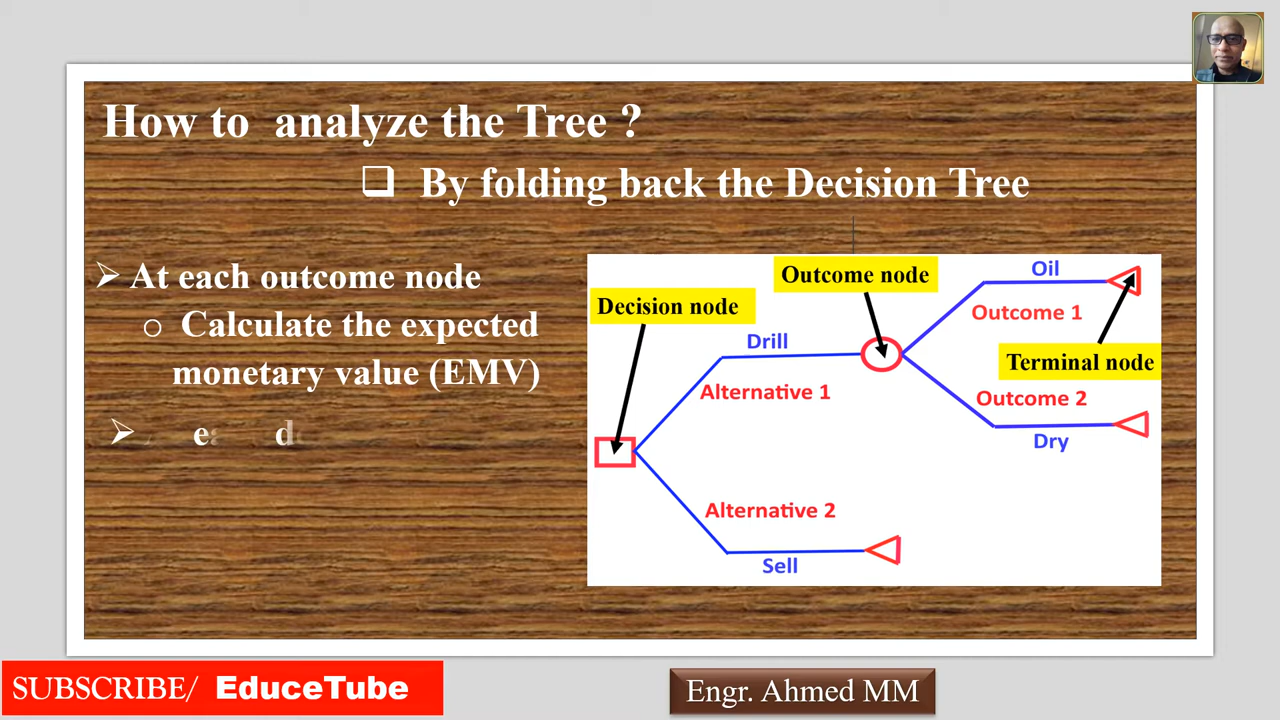 How to analyze the Tree ?
❑ By folding back the Decision Tree
➢ At each outcome node
o Calculate the expected
monetary value (EMV)
➢
Decision node
Outcome node
Terminal node
Oil
Outcome 1
Drill
Alternative 1
Outcome 2
Dry
Alternative 2
Sell
SUBSCRIBE/ EduceTube
Engr. Ahmed MM